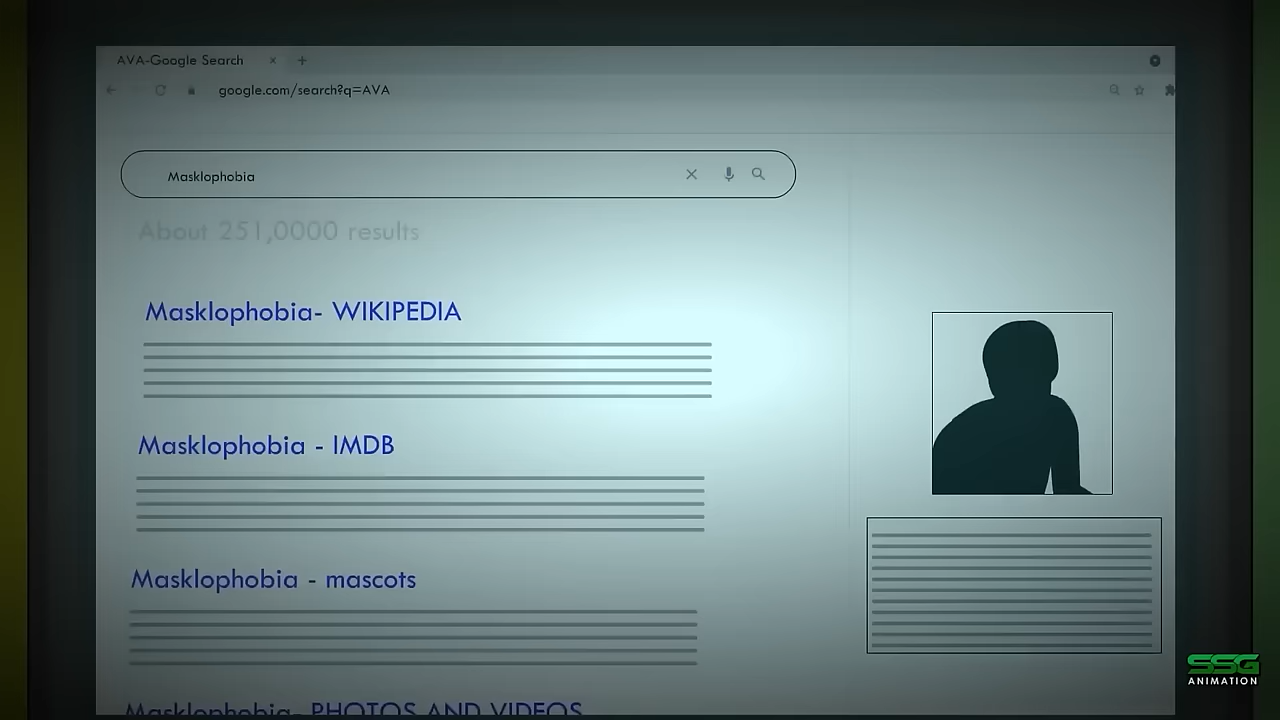 AVA-Google Search
google.com/search?q=AVA
Masklophobia
About 251,0000 results
Masklophobia- WIKIPEDIA
Masklophobia - IMDB
Masklophobia - mascots
Masklophobia- PHOTOS AND VIDEOS
SSG
ANIMATION